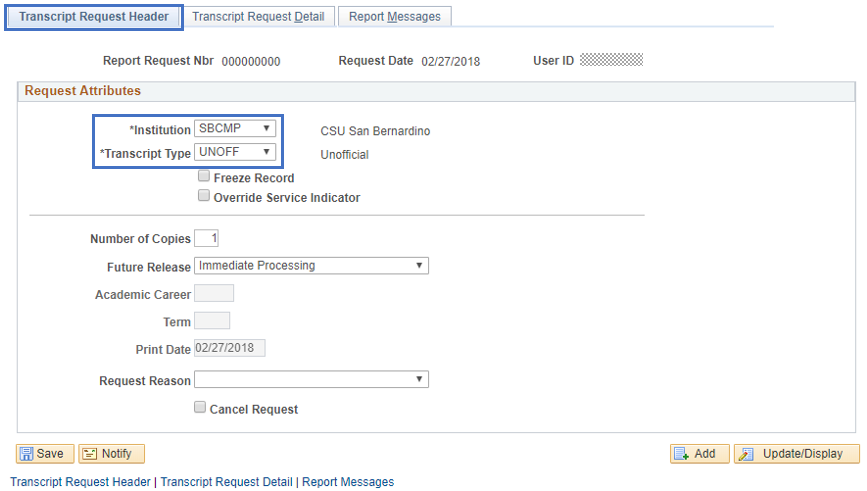 Transcript Request Header Transcript Request Detail Report Messages
Report Request Nbr 000000000 Request Date 02/27/2018 User ID
Request Attributes
*Institution SBCMP CSU San Bernardino
*Transcript Type UNOFF Unofficial
Freeze Record
Override Service Indicator
Number of Copies 1
Future Release Immediate Processing
Academic Career
Term
Print Date 02/27/2018
Request Reason
Cancel Request
Save Notify Add Update/Display
Transcript Request Header | Transcript Request Detail | Report Messages